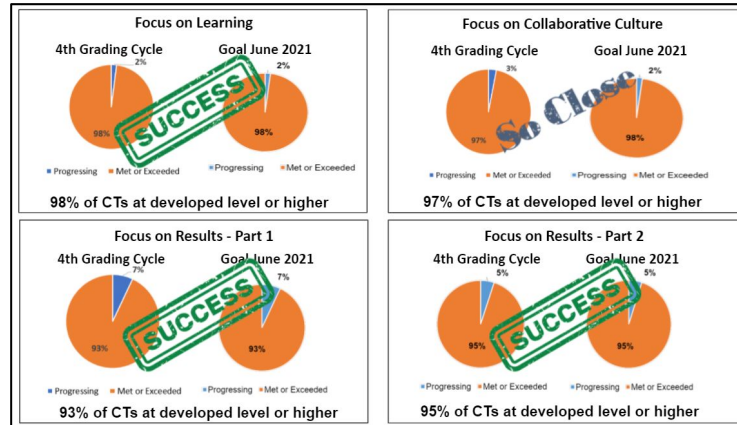 Focus on Learning
4th Grading Cycle Goal June 2021
2% 2%
SUCCESS
98% 98%
Progressing Met or Exceeded Progressing Met or Exceeded
98% of CTs at developed level or higher
Focus on Collaborative Culture
4th Grading Cycle Goal June 2021
3% 2%
So Close
97% 98%
Progressing Met or Exceeded Progressing Met or Exceeded
97% of CTs at developed level or higher
Focus on Results - Part 1
4th Grading Cycle Goal June 2021
7% 7%
SUCCESS
93% 93%
Progressing Met or Exceeded Progressing Met or Exceeded
93% of CTs at developed level or higher
Focus on Results - Part 2
4th Grading Cycle Goal June 2021
5% 5%
SUCCESS
95% 95%
Progressing Met or Exceeded Progressing Met or Exceeded
95% of CTs at developed level or higher